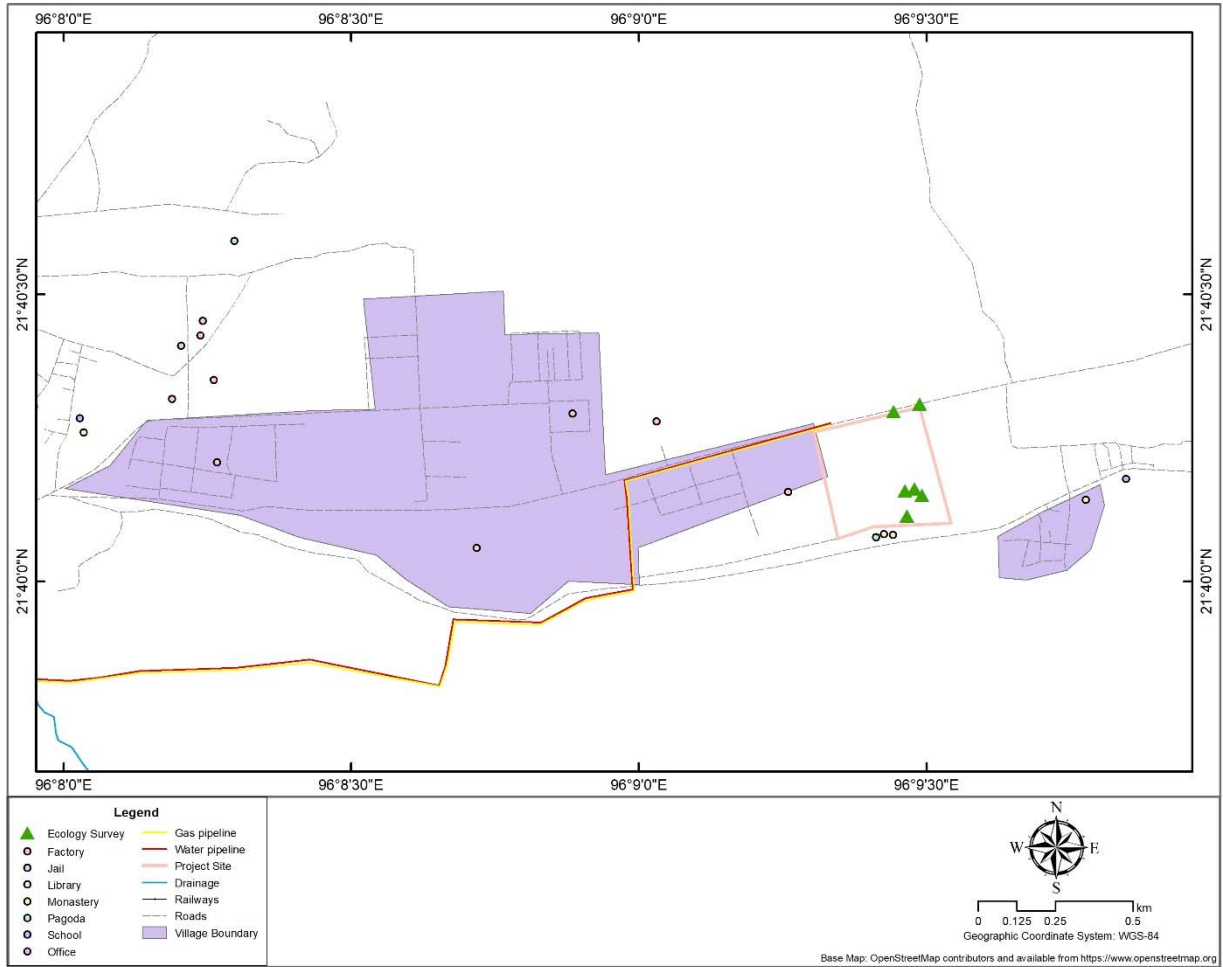 96°8'0"E 96°8'30"E 96°9'0"E 96°9'30"E
21°40'30"N 21°40'30"N
21°40'0"N 21°40'0"N
96°8'0"E 96°8'30"E 96°9'0"E 96°9'30"E
Legend
Ecology Survey
Factory
Jail
Library
Monastery
Pagoda
School
Office
Gas pipeline
Water pipeline
Project Site
Drainage
Railways
Roads
Village Boundary
N
W E
S
km
0 0.125 0.25 0.5
Geographic Coordinate System: WGS-84
Base Map: OpenStreetMap contributors and available from https://www.openstreetmap.org